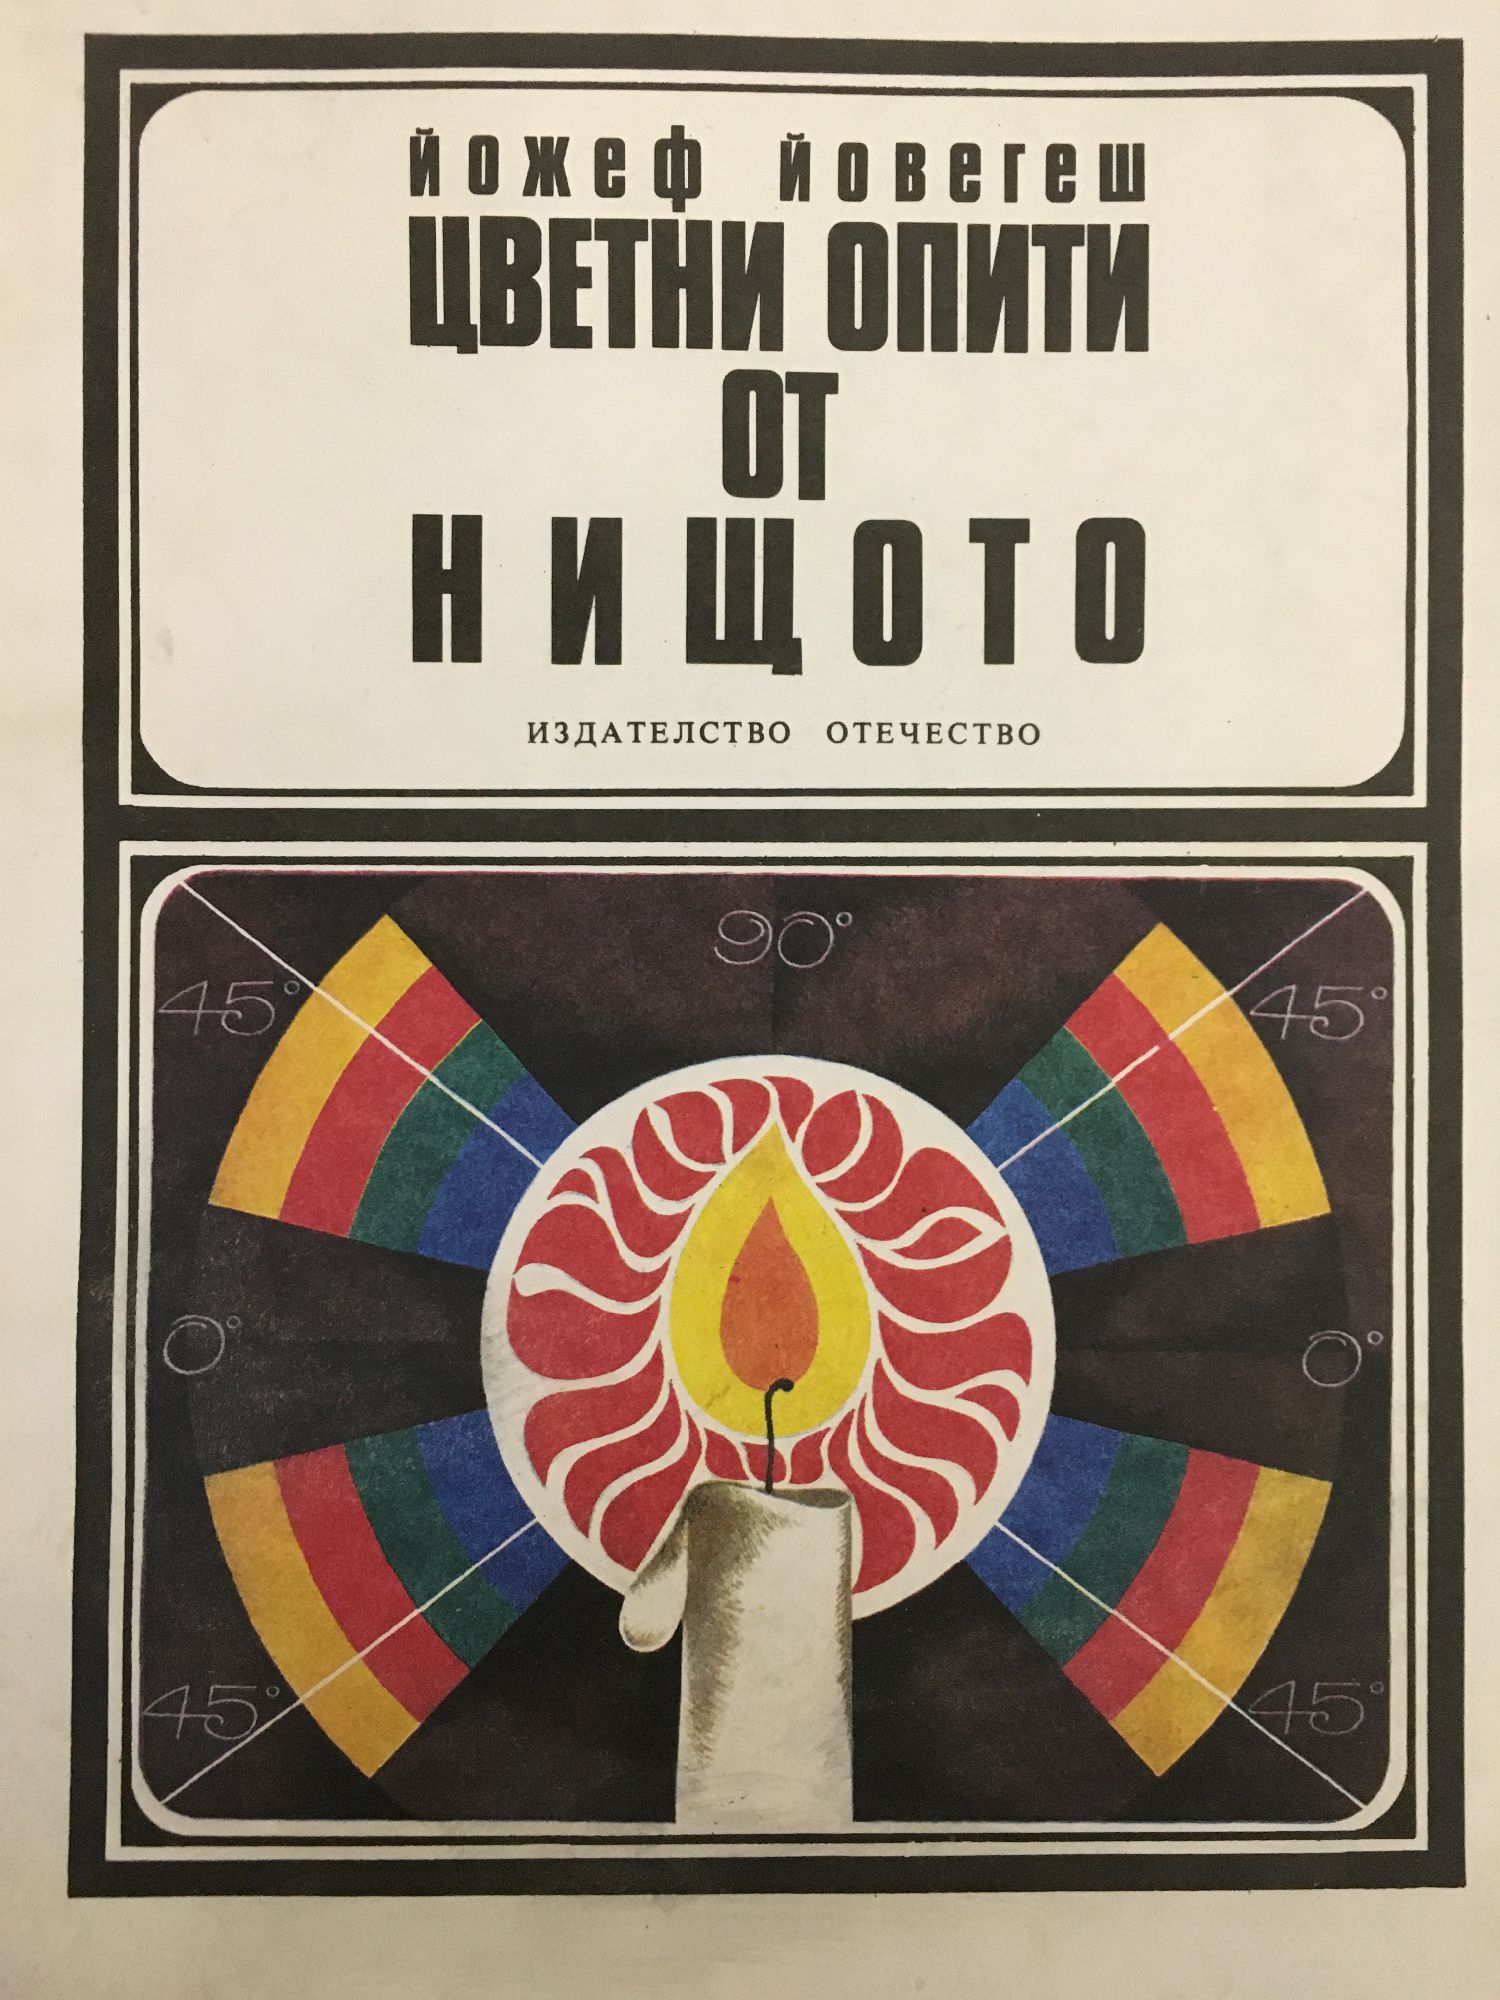 йожеф йовегеш
ЦВЕТНИ ОПИТИ
ОТ
НИЩОТО
ИЗДАТЕЛСТВО ОТЕЧЕСТВО
90°
45° 45°
0° 0°
45° 45°